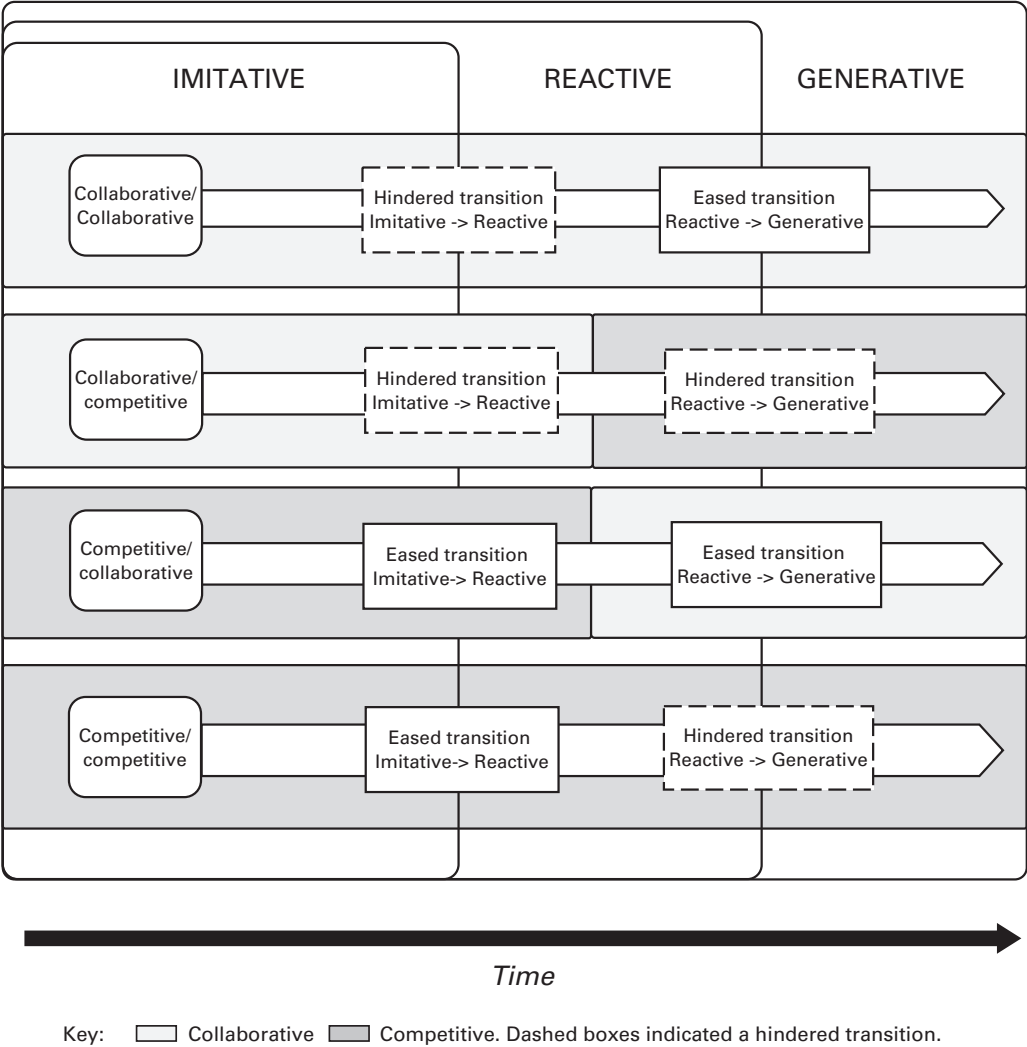 IMITATIVE REACTIVE GENERATIVE
Collaborative/
Collaborative
Hindered transition
Imitative -> Reactive
Eased transition
Reactive -> Generative
Collaborative/
competitive
Hindered transition
Imitative -> Reactive
Hindered transition
Reactive -> Generative
Competitive/
collaborative
Eased transition
Imitative-> Reactive
Eased transition
Reactive -> Generative
Competitive/
competitive
Eased transition
Imitative-> Reactive
Hindered transition
Reactive -> Generative
Time
Key: Collaborative Competitive. Dashed boxes indicated a hindered transition.